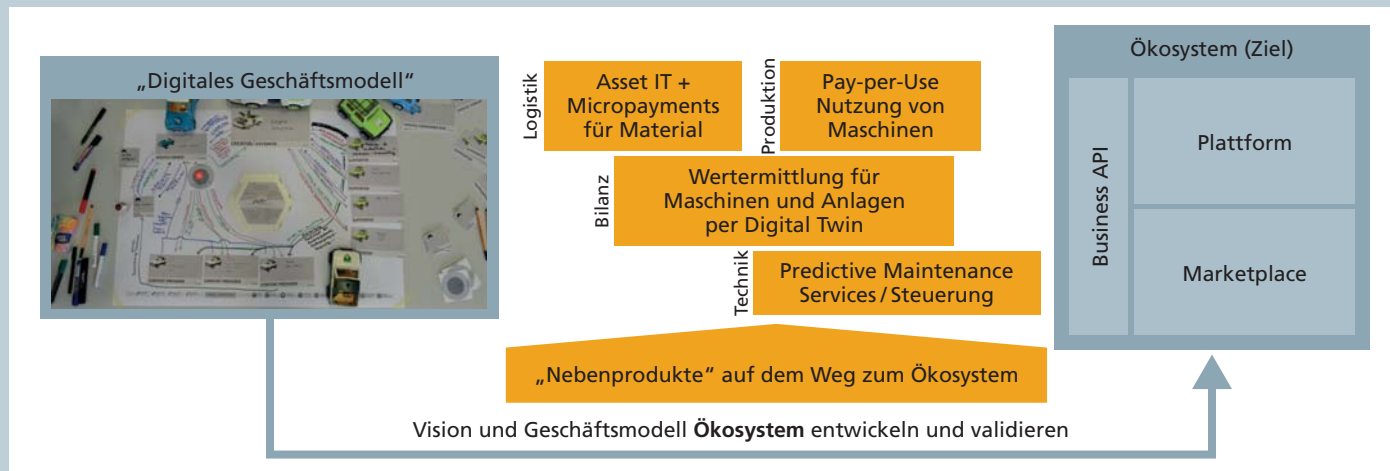 „Digitales Geschäftsmodell“
Logistik
Asset IT +
Micropayments
für Material
Produktion
Pay-per-Use
Nutzung von
Maschinen
Bilanz
Wertermittlung für
Maschinen und Anlagen
per Digital Twin
Technik
Predictive Maintenance
Services / Steuerung
„Nebenprodukte“ auf dem Weg zum Ökosystem
Vision und Geschäftsmodell Ökosystem entwickeln und validieren
Ökosystem (Ziel)
Business API
Plattform
Marketplace